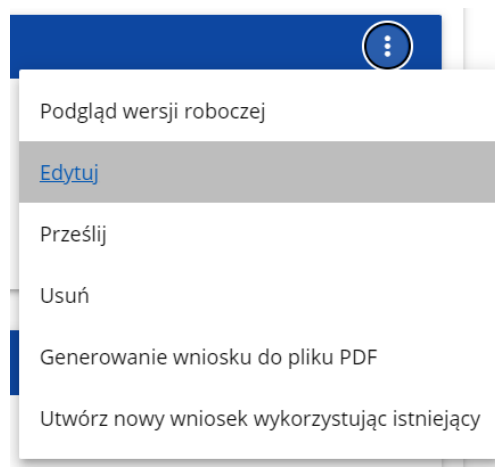 Podgląd wersji roboczej
Edytuj
Prześlij
Usuń
Generowanie wniosku do pliku PDF
Utwórz nowy wniosek wykorzystując istniejący